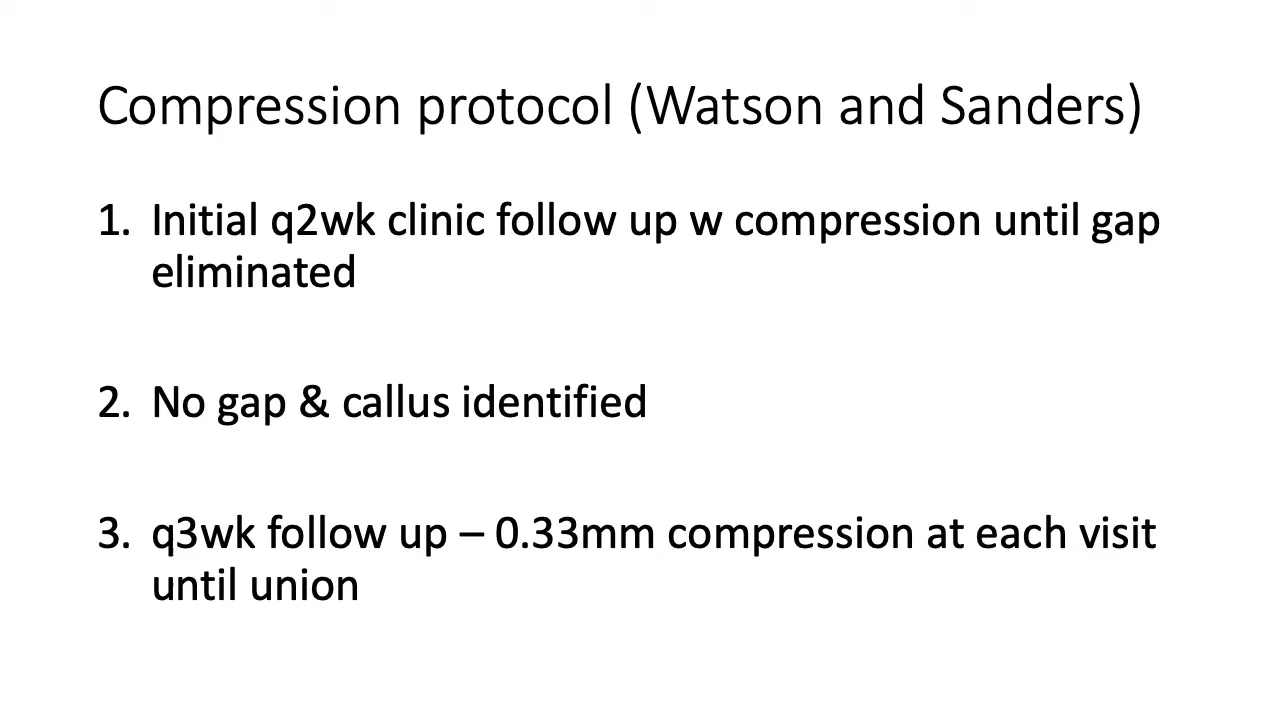 Compression protocol (Watson and Sanders)
1. Initial q2wk clinic follow up w compression until gap
eliminated
2. No gap & callus identified
3. q3wk follow up – 0.33mm compression at each visit
until union